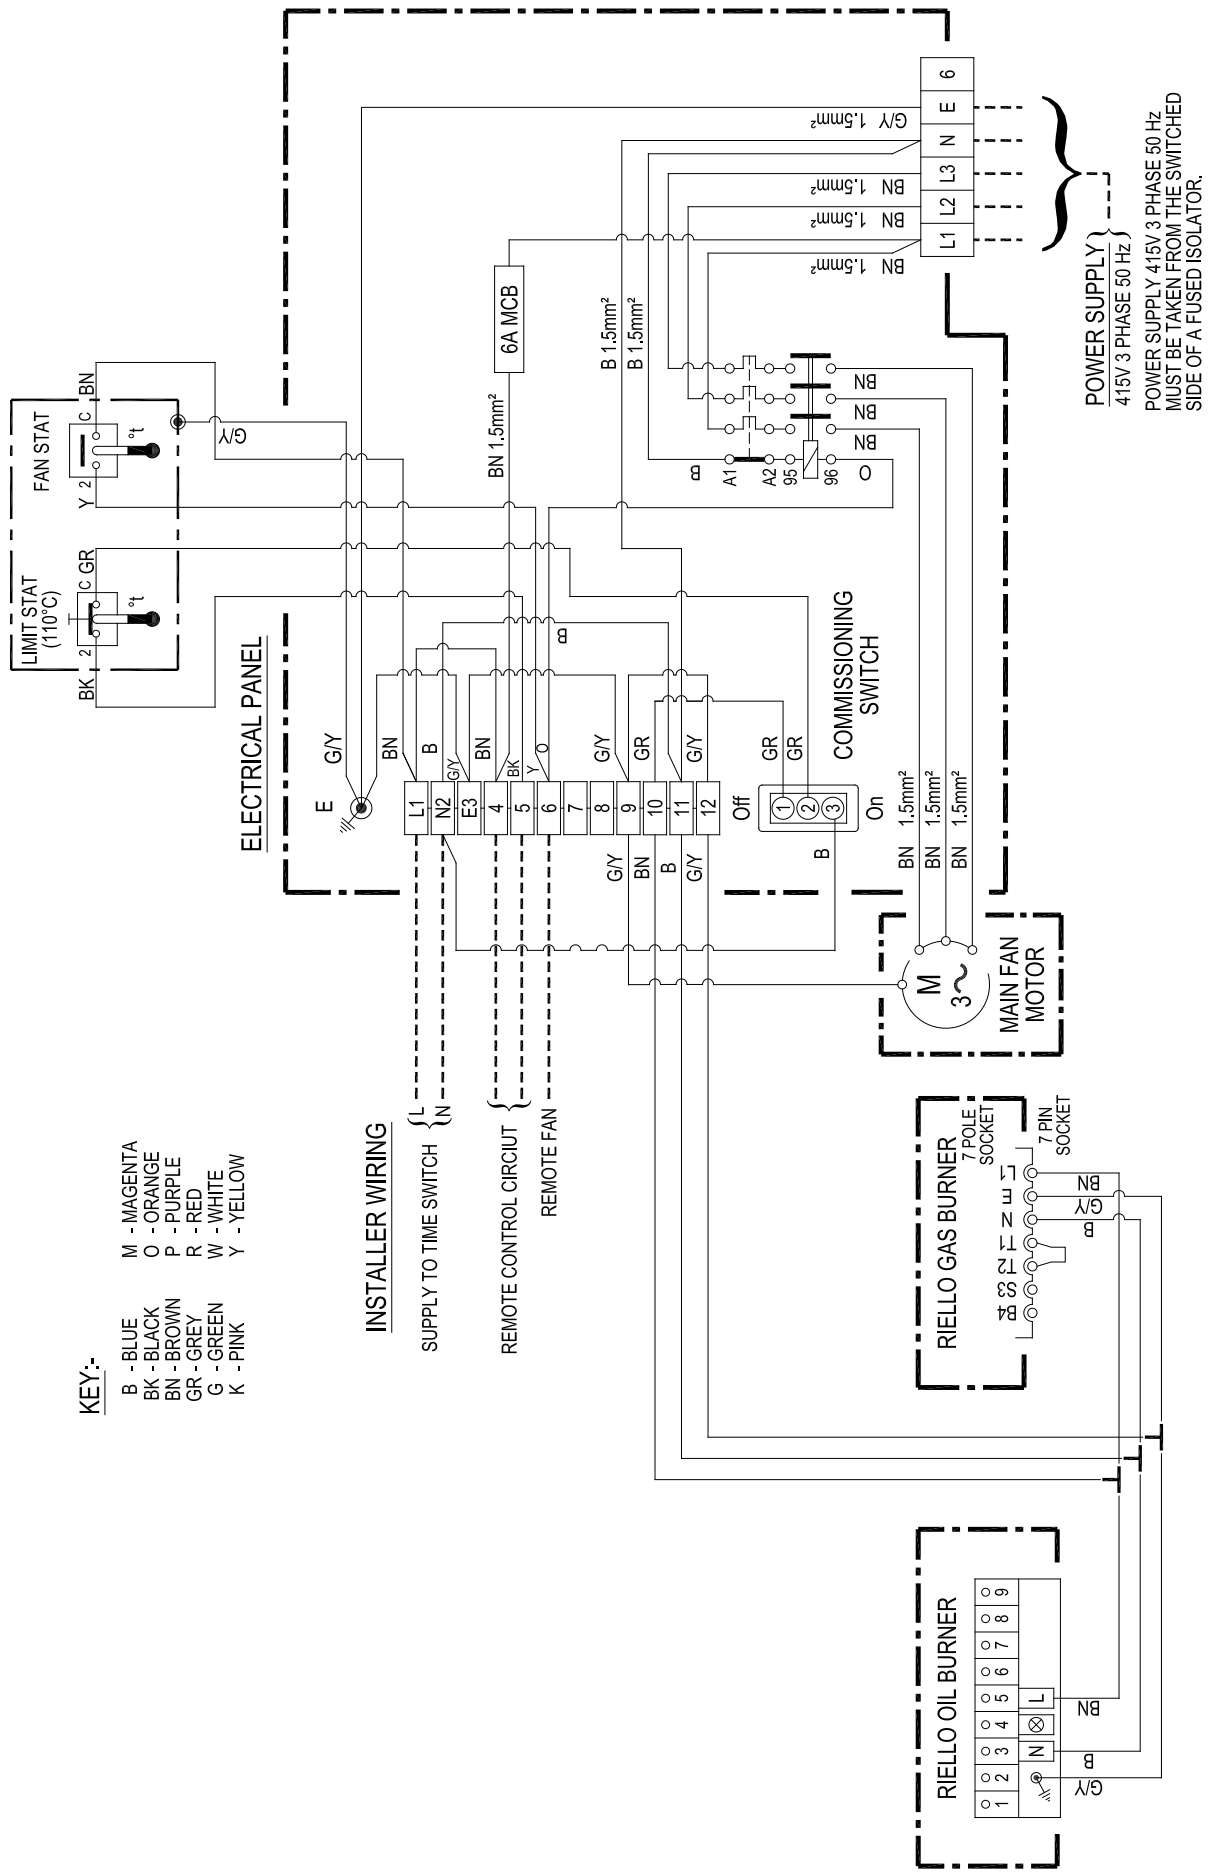 KEY:-
B - BLUE
BK - BLACK
BN - BROWN
GR - GREY
G - GREEN
K - PINK
M - MAGENTA
O - ORANGE
P - PURPLE
R - RED
W - WHITE
Y - YELLOW
INSTALLER WIRING
SUPPLY TO TIME SWITCH
L
N
REMOTE CONTROL CIRCIUT
REMOTE FAN
LIMIT STAT
(110°C)
2
C
BK
GR
°t
FAN STAT
2
C
Y
BN
°t
G/Y
ELECTRICAL PANEL
E
G/Y
BN
B
G/Y
BN
BK
Y
O
G/Y
GR
B
G/Y
L1
N2
E3
4
5
6
7
8
9
10
11
12
G/Y
BN
B
G/Y
BN 1.5mm²
6A MCB
B 1.5mm²
B 1.5mm²
GR
GR
Off
1
2
3
On
B
COMMISSIONING
SWITCH
B
A1
A2
95
96
O
BN
BN
BN
BN 1.5mm²
BN 1.5mm²
BN 1.5mm²
G/Y 1.5mm²
BN 1.5mm²
BN 1.5mm²
BN 1.5mm²
L1
L2
L3
N
E
6
POWER SUPPLY
415V 3 PHASE 50 Hz
POWER SUPPLY 415V 3 PHASE 50 Hz
MUST BE TAKEN FROM THE SWITCHED
SIDE OF A FUSED ISOLATOR.
M
3~
MAIN FAN
MOTOR
RIELLO GAS BURNER
7 POLE
SOCKET
7 PIN
SOCKET
B4
S3
T2
T1
N
E
L1
B
G/Y
BN
RIELLO OIL BURNER
1
2
3
4
5
6
7
8
9
N
L
G/Y
B
BN